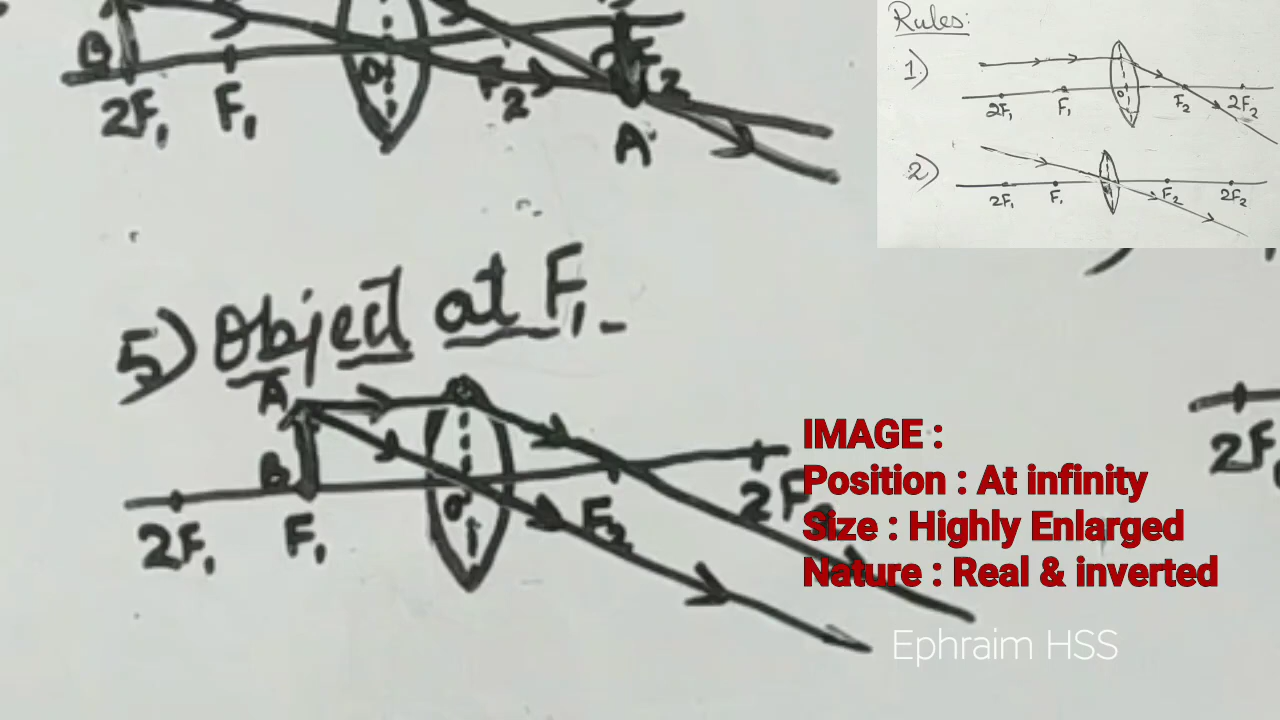 B
2F₁
F₁
O
F₂
A'
Rules:
1)
2F₁ F₁ O F₂ 2F₂
2)
2F₁ F₁ F₂ 2F₂
5) Object at F₁
A
B
2F₁ F₁ O F₂ 2F
IMAGE :
Position : At infinity
Size : Highly Enlarged
Nature : Real & inverted
Ephraim HSS
2F